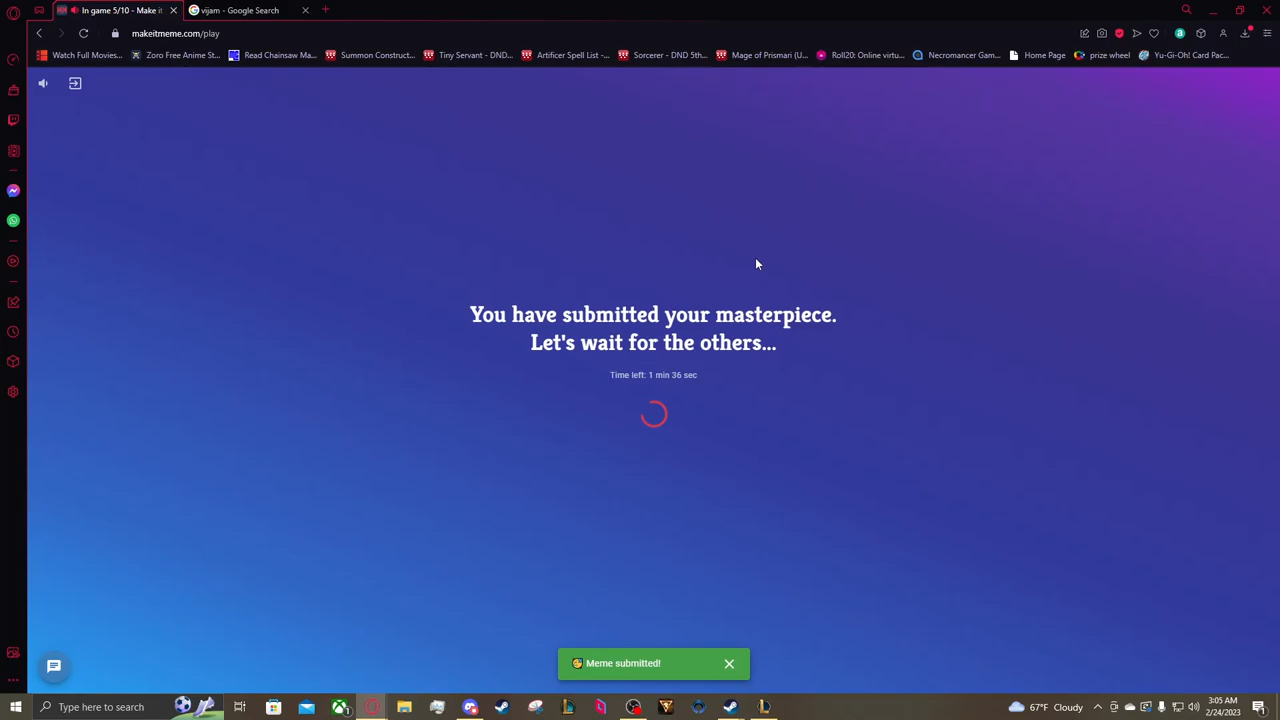 In game 5/10 - Make it
vijam - Google Search
makeitmeme.com/play
Watch Full Movies...
Zoro Free Anime St...
Read Chainsaw Ma...
Summon Construct...
Tiny Servant - DND...
Artificer Spell List -...
Sorcerer - DND 5th...
Mage of Prismari (U...
Roll20: Online virtu...
Necromancer Gam...
Home Page
prize wheel
Yu-Gi-Oh! Card Pac...
You have submitted your masterpiece.
Let's wait for the others...
Time left: 1 min 36 sec
Meme submitted!
Type here to search
67°F Cloudy
3:05 AM
2/24/2023